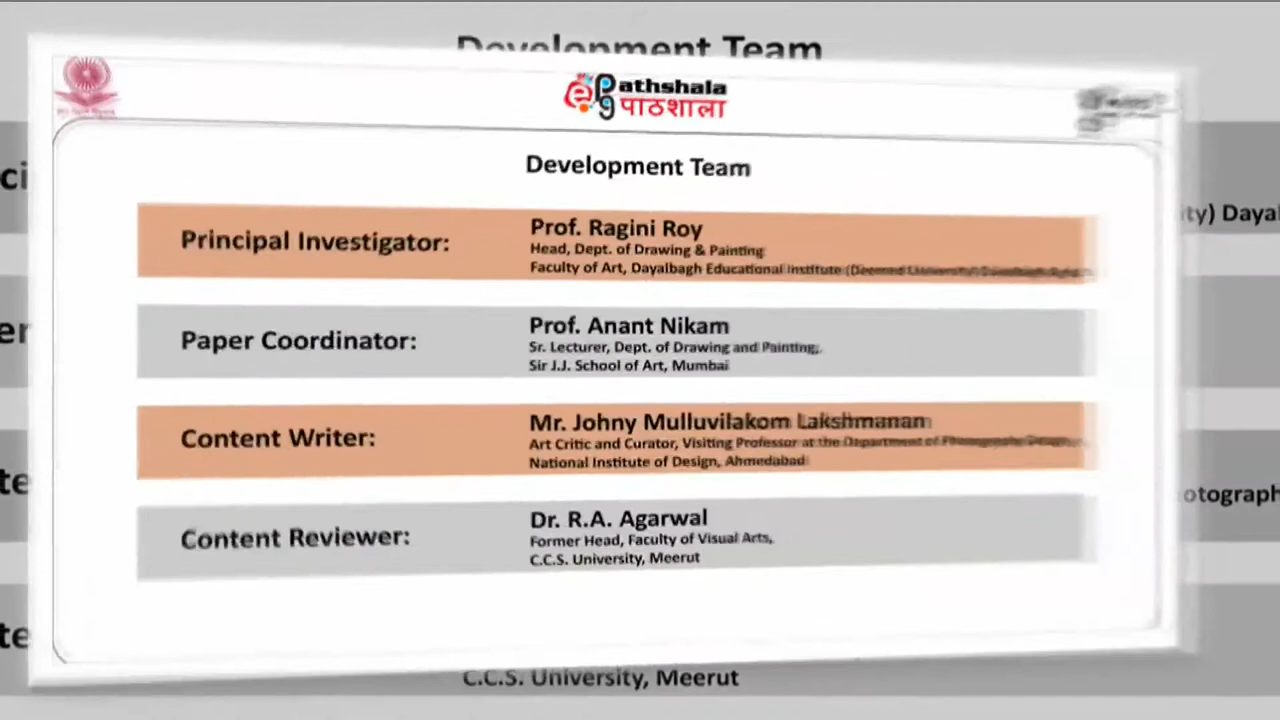 Development Team
athshala
पाठशाला
Development Team
Principal Investigator:
Prof. Ragini Roy
Head, Dept. of Drawing & Painting
Faculty of Art, Dayalbagh Educational Institute (Deemed University)
Paper Coordinator:
Prof. Anant Nikam
Sr. Lecturer, Dept. of Drawing and Painting,
Sir J.J. School of Art, Mumbai
Content Writer:
Mr. Johny Mulluvilakom Lakshmanan
Art Critic and Curator, Visiting Professor at the Department of
National Institute of Design, Ahmedabad
Content Reviewer:
Dr. R.A. Agarwal
Former Head, Faculty of Visual Arts,
C.C.S. University, Meerut
C.C.S. University, Meerut